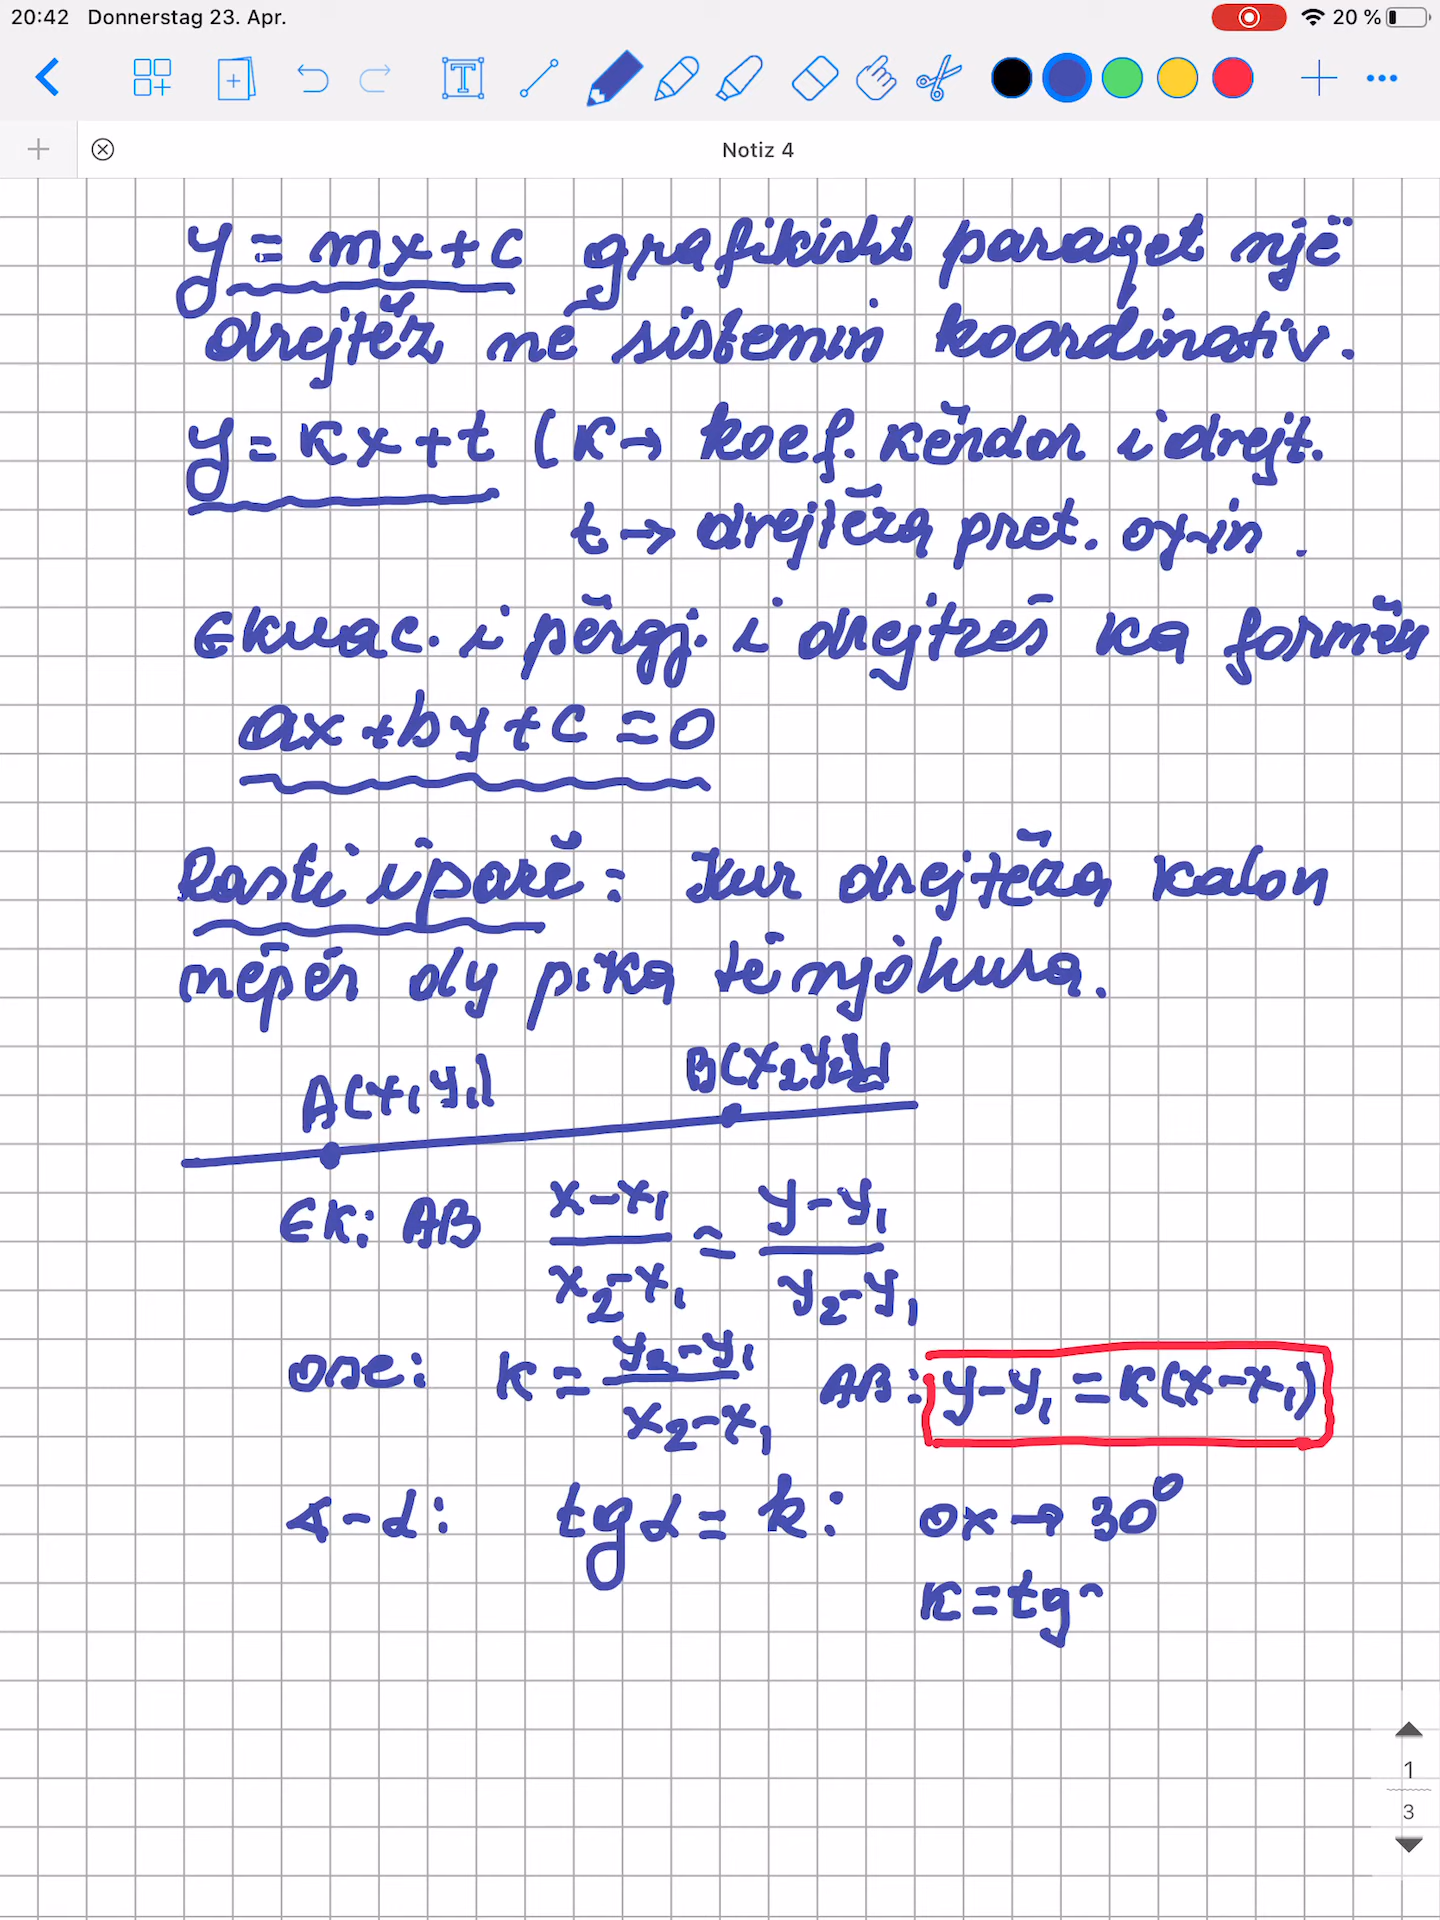 20:42 Donnerstag 23. Apr. 20 %
Notiz 4
y = mx + c grafikisht paraqet një
drejtëz në sistemin koordinativ.
y = kx + t (k → koef. këndor i drejt.
t → drejtëza pret. oy-in.
Ekuac. i përgj. i drejtzës ka formën
ax + by + c = 0
Rasti i parë: Kur drejtëza kalon
nëpër dy pika të njohura.
A(x₁ y₁) B(x₂ y₂)
EK: AB x-x₁/x₂-x₁ = y-y₁/y₂-y₁
ose: k = y₂-y₁/x₂-x₁ AB: y-y₁ = k(x-x₁)
∢-α: tgα = k: ox → 30°
k = tg
1
3